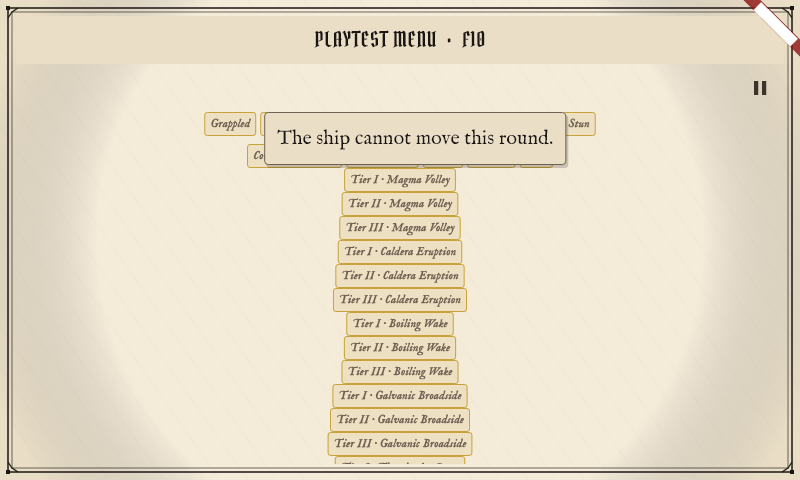 PLAYTEST MENU · F10
Grappled
Stun
The ship cannot move this round.
Tier I · Magma Volley
Tier II · Magma Volley
Tier III · Magma Volley
Tier I · Caldera Eruption
Tier II · Caldera Eruption
Tier III · Caldera Eruption
Tier I · Boiling Wake
Tier II · Boiling Wake
Tier III · Boiling Wake
Tier I · Galvanic Broadside
Tier II · Galvanic Broadside
Tier III · Galvanic Broadside